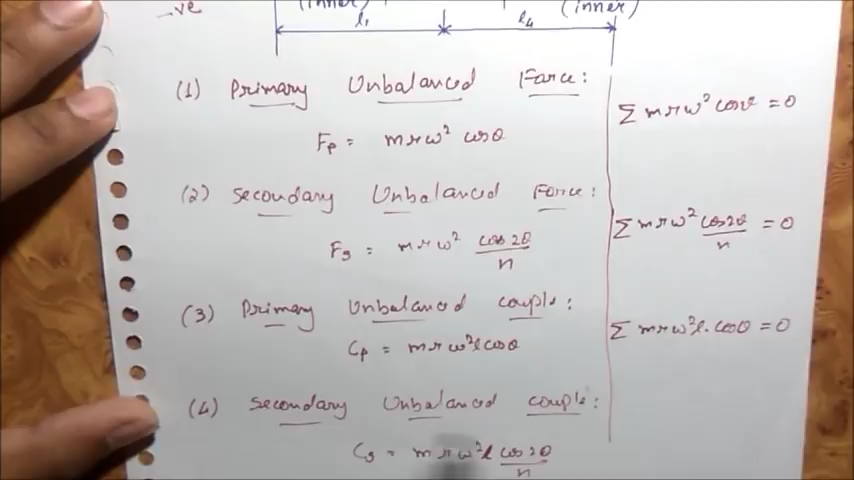 -ve
(inner)
(inner)
l₁
l₄
(1) Primary Unbalanced Force:
Fp = mrω² cosθ
∑ mrω² cosθ = 0
(2) Secondary Unbalanced Force:
Fs = mrω² cos2θ/n
∑ mrω² cos2θ/n = 0
(3) Primary Unbalanced couple:
Cp = mrω²l cosθ
∑ mrω²l. cosθ = 0
(4) Secondary Unbalanced couple:
Cs = mrω²l cos2θ/n